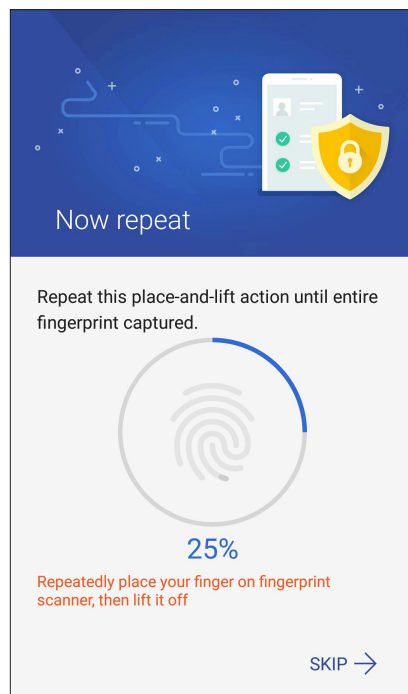 Now repeat
Repeat this place-and-lift action until entire
fingerprint captured.
25%
Repeatedly place your finger on fingerprint
scanner, then lift it off
SKIP